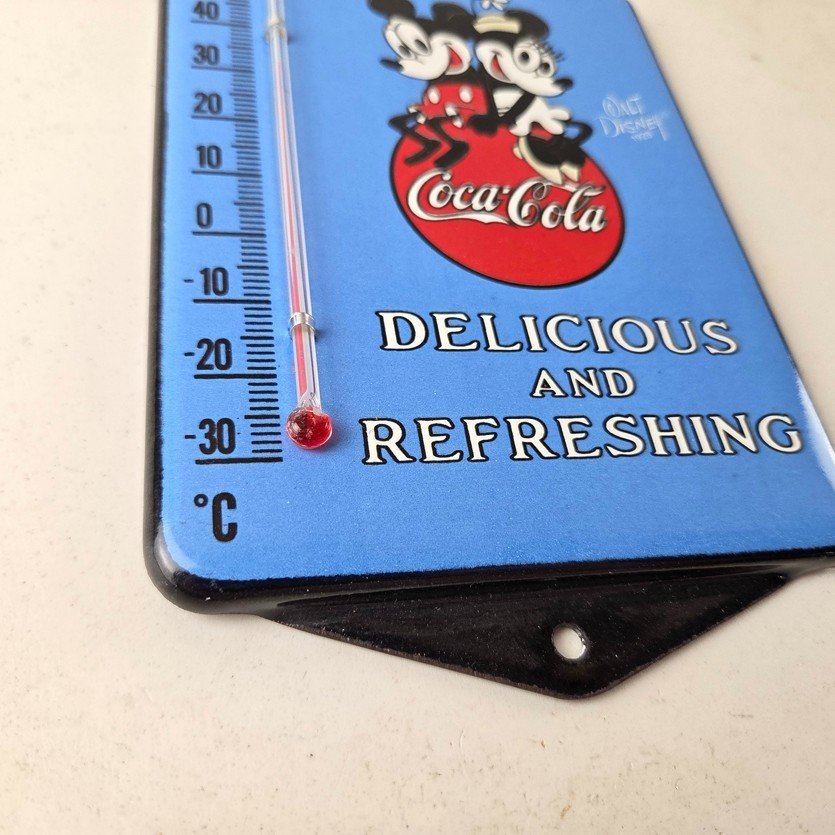 40
30
20
10
0
-10
-20
-30
°C
©WALT
DISNEY
Coca-Cola
DELICIOUS
AND
REFRESHING